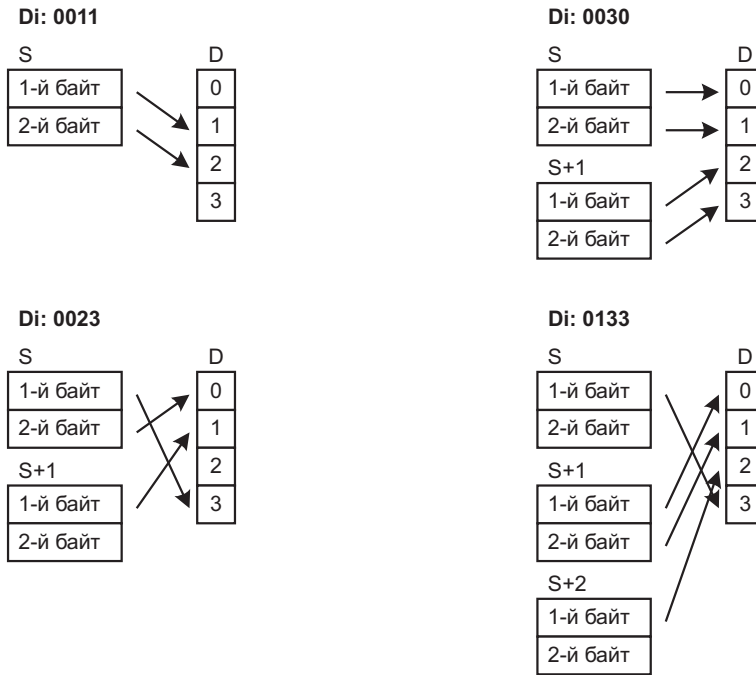 Di: 0011
S D
1-й байт 0
2-й байт 1
2
3
Di: 0030
S D
1-й байт 0
2-й байт 1
S+1 2
1-й байт 3
2-й байт
Di: 0023
S D
1-й байт 0
2-й байт 1
S+1 2
1-й байт 3
2-й байт
Di: 0133
S D
1-й байт 0
2-й байт 1
S+1 2
1-й байт 3
2-й байт
S+2
1-й байт
2-й байт